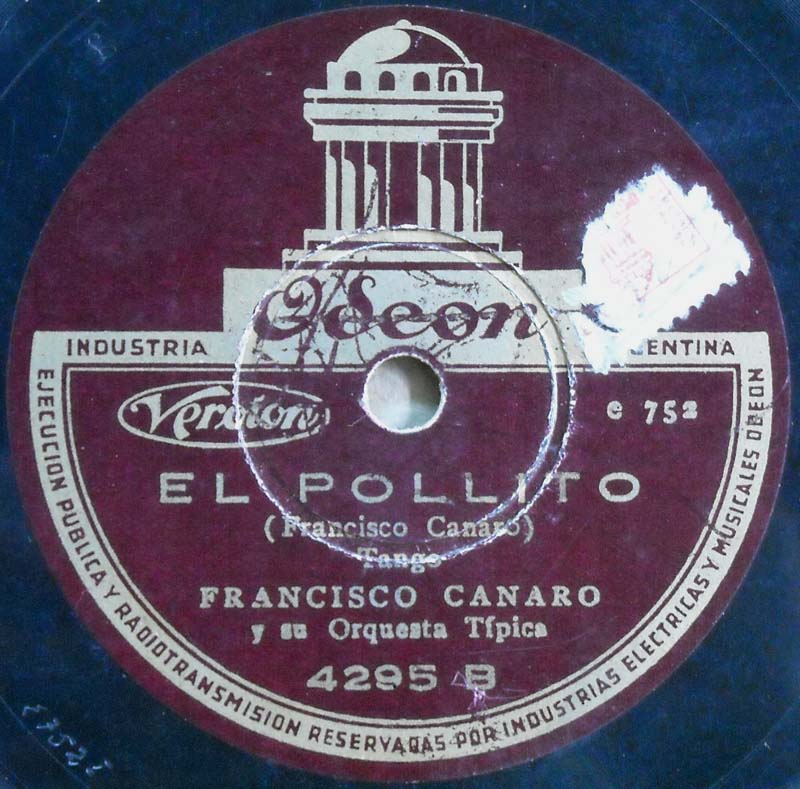 Odeon
INDUSTRIA
ENTINA
Version
e 752
EL POLLITO
(Francisco Canaro)
Tango
FRANCISCO CANARO
y su Orquesta Típica
4295 B
EJECUCION PUBLICA Y RADIOTRANSMISION RESERVADAS POR INDUSTRIAS ELECTRICAS Y MUSICALES ODEON